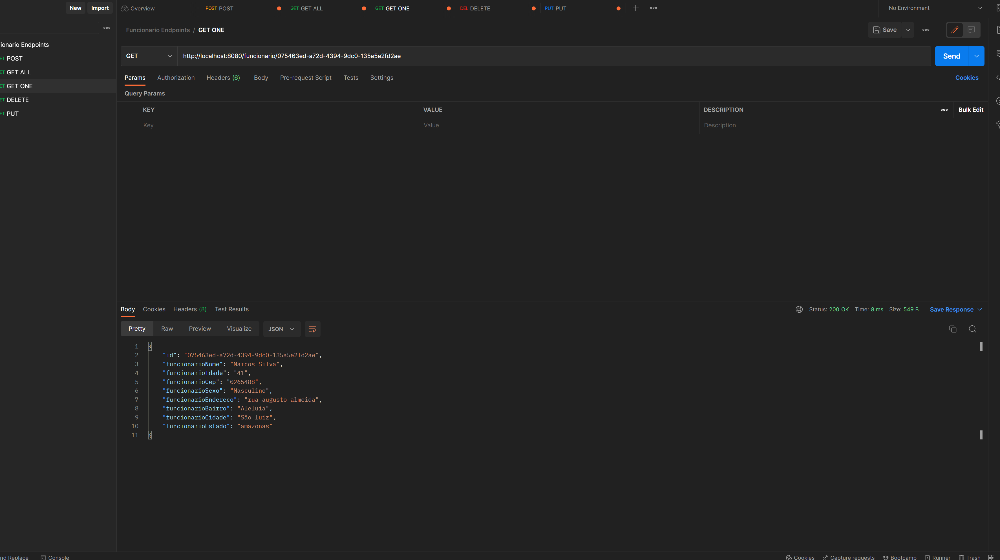 New Import
Overview POST POST GET GET ALL GET GET ONE DEL DELETE PUT PUT No Environment
Funcionario Endpoints / GET ONE Save
ionario Endpoints
ET POST
ET GET ALL
ET GET ONE
ET DELETE
ET PUT
GET http://localhost:8080/funcionario/075463ed-a72d-4394-9dc0-135a5e2fd2ae Send
Params Authorization Headers (6) Body Pre-request Script Tests Settings Cookies
Query Params
KEY VALUE DESCRIPTION Bulk Edit
Key Value Description
Body Cookies Headers (8) Test Results Status: 200 OK Time: 8 ms Size: 549 B Save Response
Pretty Raw Preview Visualize JSON
1 {
2 "id": "075463ed-a72d-4394-9dc0-135a5e2fd2ae",
3 "funcionarioNome": "Marcos Silva",
4 "funcionarioIdade": "41",
5 "funcionarioCep": "0265488",
6 "funcionarioSexo": "Masculino",
7 "funcionarioEndereco": "rua augusto almeida",
8 "funcionarioBairro": "Aleluia",
9 "funcionarioCidade": "São luiz",
10 "funcionarioEstado": "amazonas"
11 }
nd Replace Console Cookies Capture requests Bootcamp Runner Trash